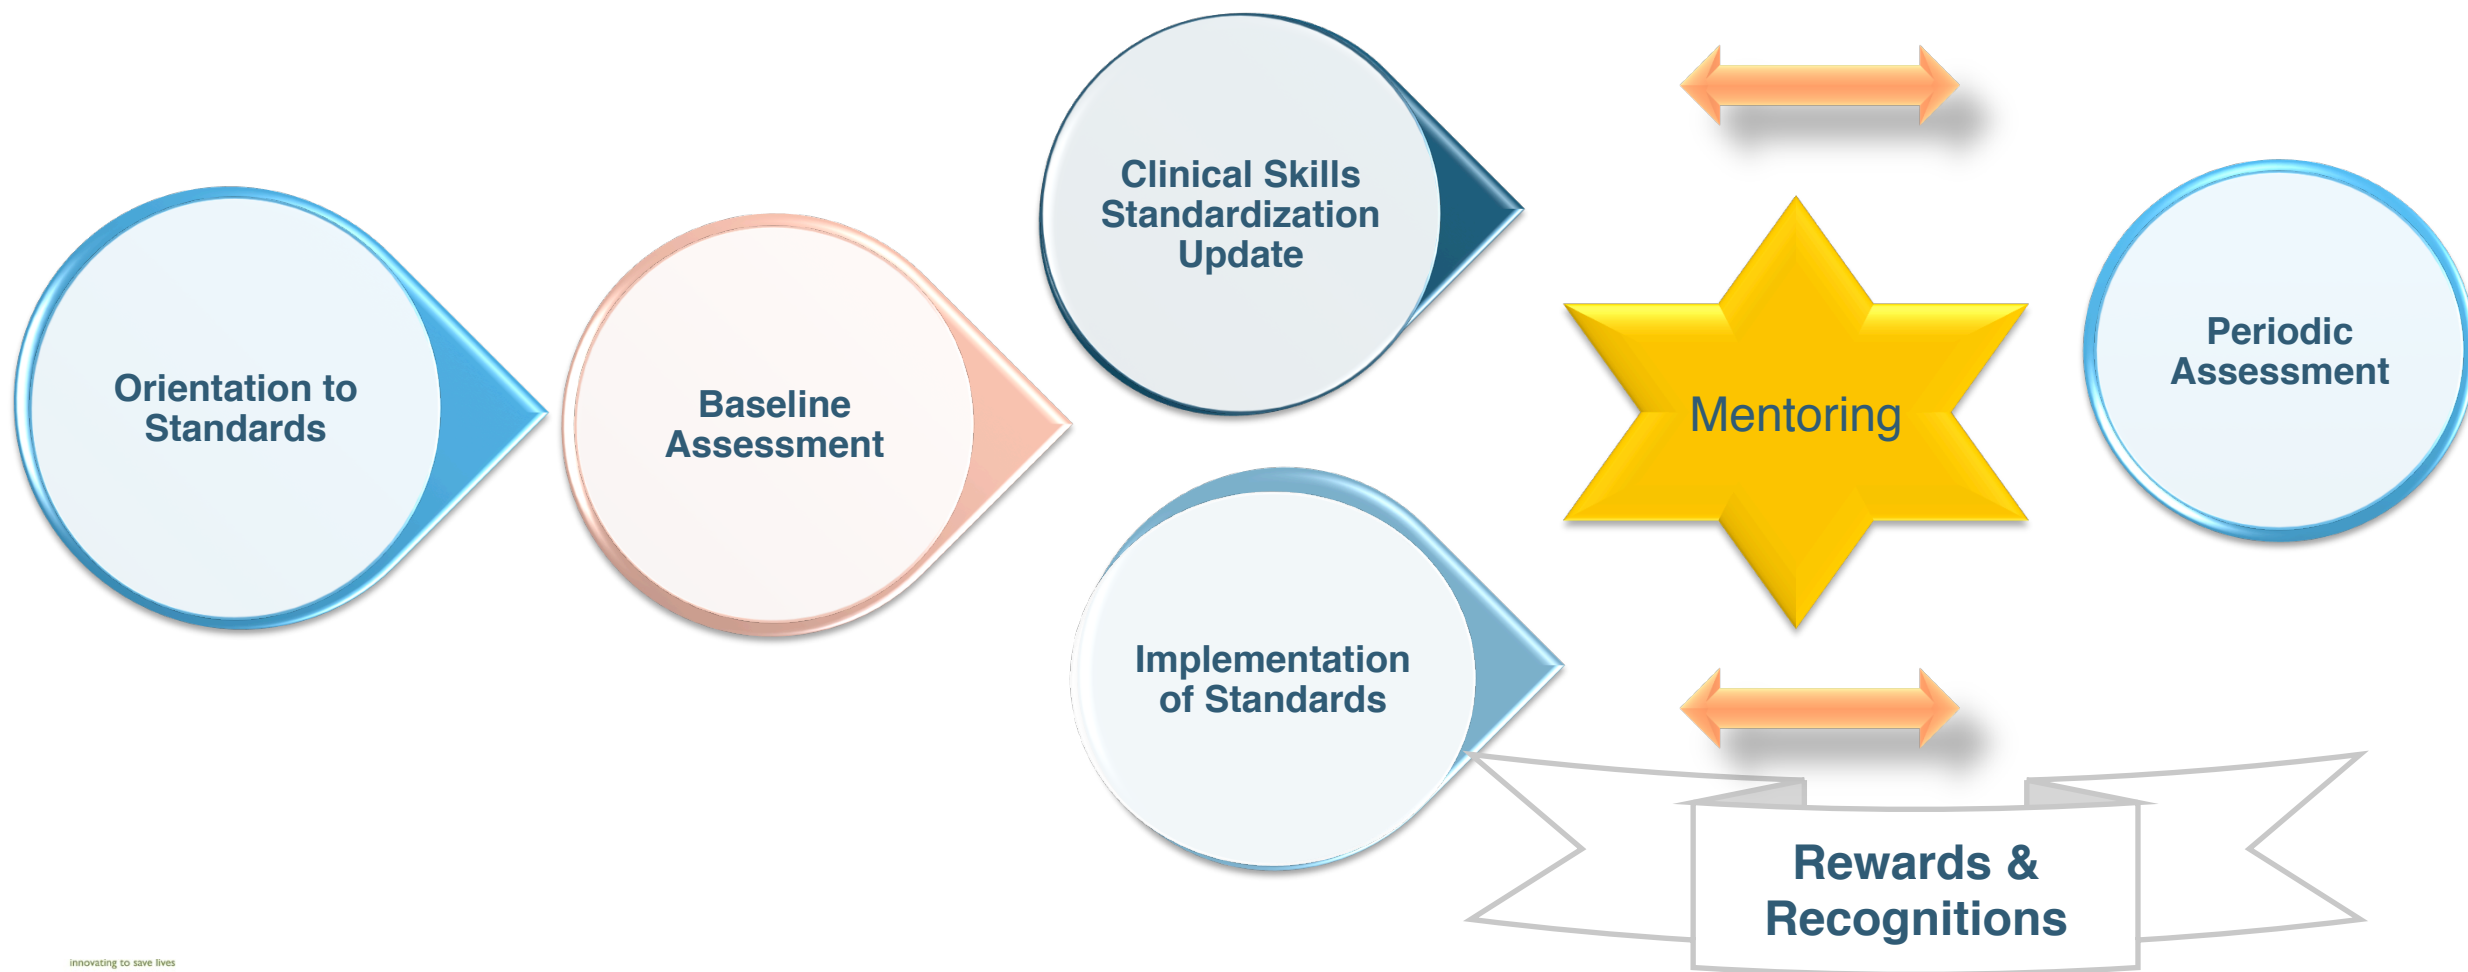 Orientation to
Standards
Baseline
Assessment
Clinical Skills
Standardization
Update
Implementation
of Standards
Mentoring
Periodic
Assessment
Rewards &
Recognitions
innovating to save lives